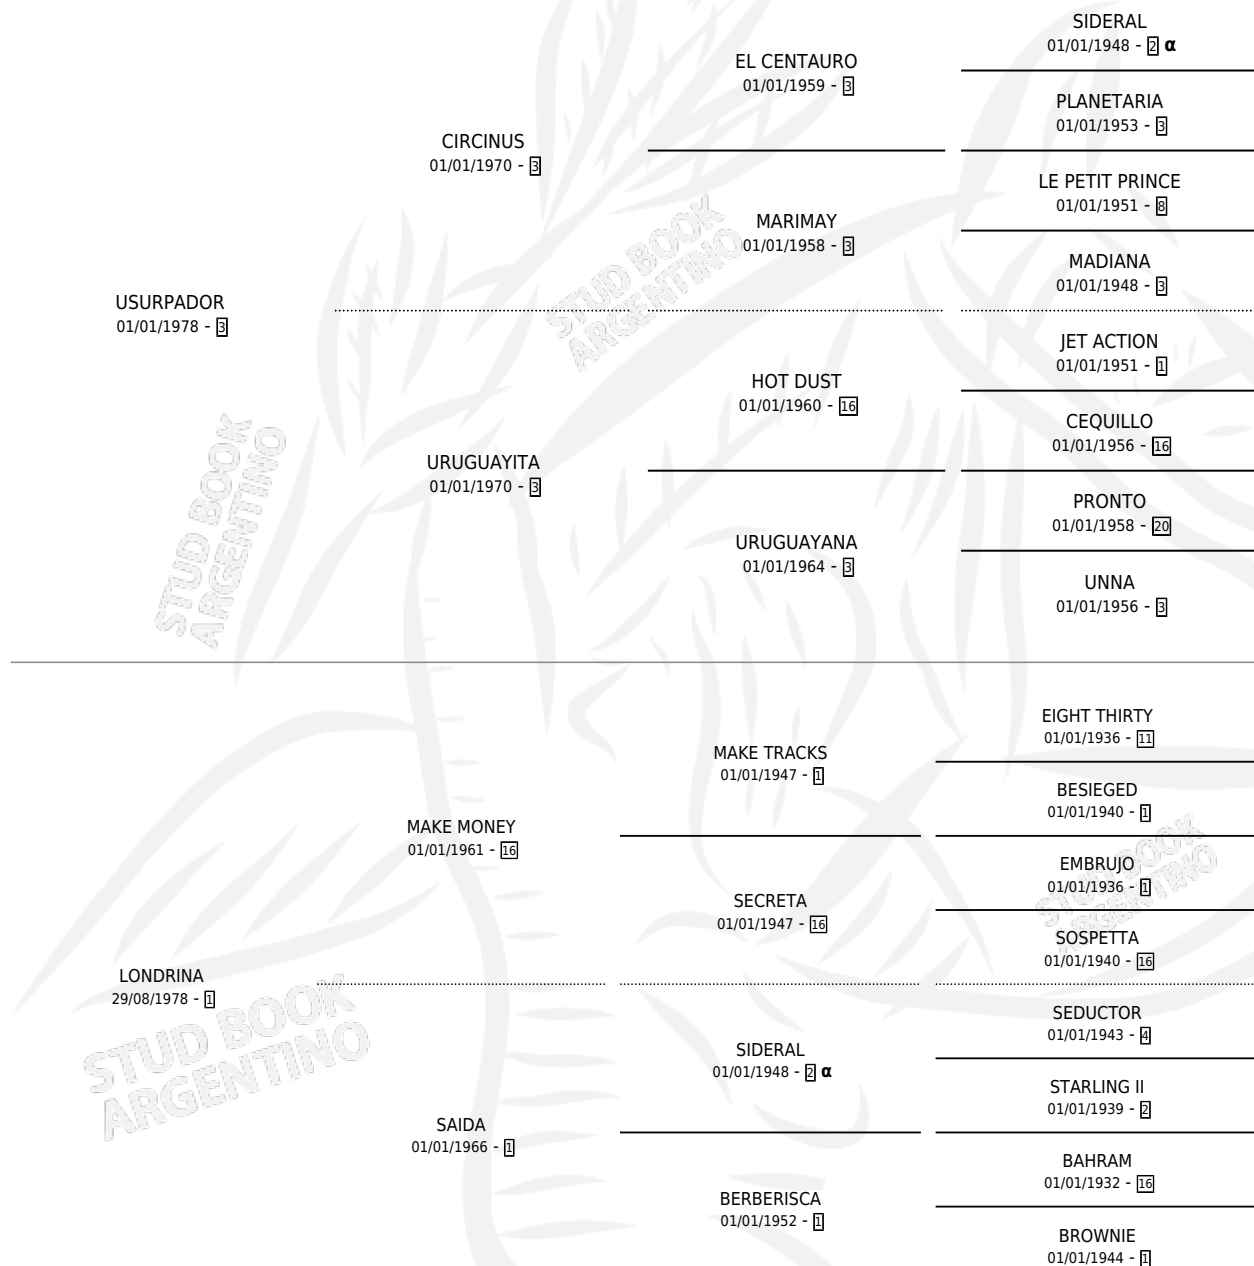 SIDERAL
01/01/1948 - 2 α
EL CENTAURO
01/01/1959 - 3
PLANETARIA
01/01/1953 - 3
CIRCINUS
01/01/1970 - 3
LE PETIT PRINCE
01/01/1951 - 8
MARIMAY
01/01/1958 - 3
MADIANA
01/01/1948 - 3
USURPADOR
01/01/1978 - 3
JET ACTION
01/01/1951 - 1
HOT DUST
01/01/1960 - 16
CEQUILLO
01/01/1956 - 16
URUGUAYITA
01/01/1970 - 3
PRONTO
01/01/1958 - 20
URUGUAYANA
01/01/1964 - 3
UNNA
01/01/1956 - 3
EIGHT THIRTY
01/01/1936 - 11
MAKE TRACKS
01/01/1947 - 1
BESIEGED
01/01/1940 - 1
MAKE MONEY
01/01/1961 - 16
EMBRUJO
01/01/1936 - 1
SECRETA
01/01/1947 - 16
SOSPETTA
01/01/1940 - 16
LONDRINA
29/08/1978 - 1
SEDUCTOR
01/01/1943 - 4
SIDERAL
01/01/1948 - 2 α
STARLING II
01/01/1939 - 2
SAIDA
01/01/1966 - 1
BAHRAM
01/01/1932 - 16
BERBERISCA
01/01/1952 - 1
BROWNIE
01/01/1944 - 1
STUD BOOK
ARGENTINO
STUD BOOK
ARGENTINO
STUD BOOK
ARGENTINO
STUD BOOK
ARGENTINO